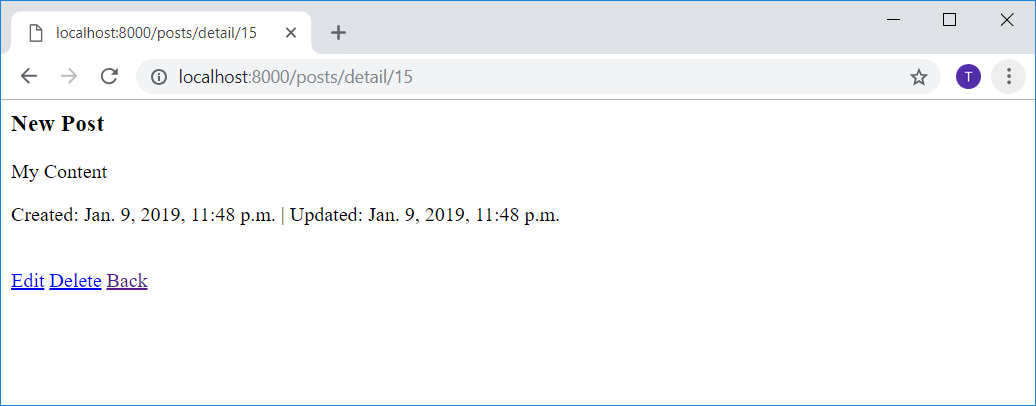 localhost:8000/posts/detail/15
localhost:8000/posts/detail/15
T
New Post
My Content
Created: Jan. 9, 2019, 11:48 p.m. | Updated: Jan. 9, 2019, 11:48 p.m.
Edit Delete Back